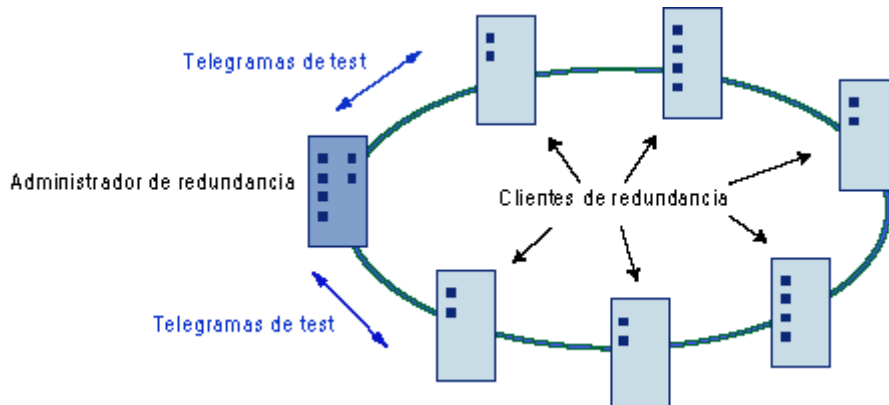 Telegramas de test
Administrador de redundancia
Clientes de redundancia
Telegramas de test